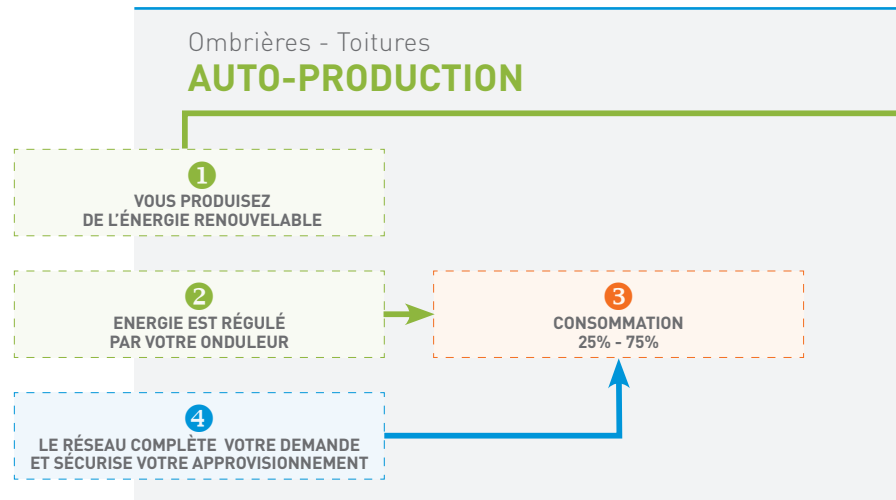 Ombrières - Toitures
AUTO-PRODUCTION
1
VOUS PRODUISEZ
DE L'ÉNERGIE RENOUVELABLE
2
ENERGIE EST RÉGULÉ
PAR VOTRE ONDULEUR
3
CONSOMMATION
25% - 75%
4
LE RÉSEAU COMPLÈTE VOTRE DEMANDE
ET SÉCURISE VOTRE APPROVISIONNEMENT